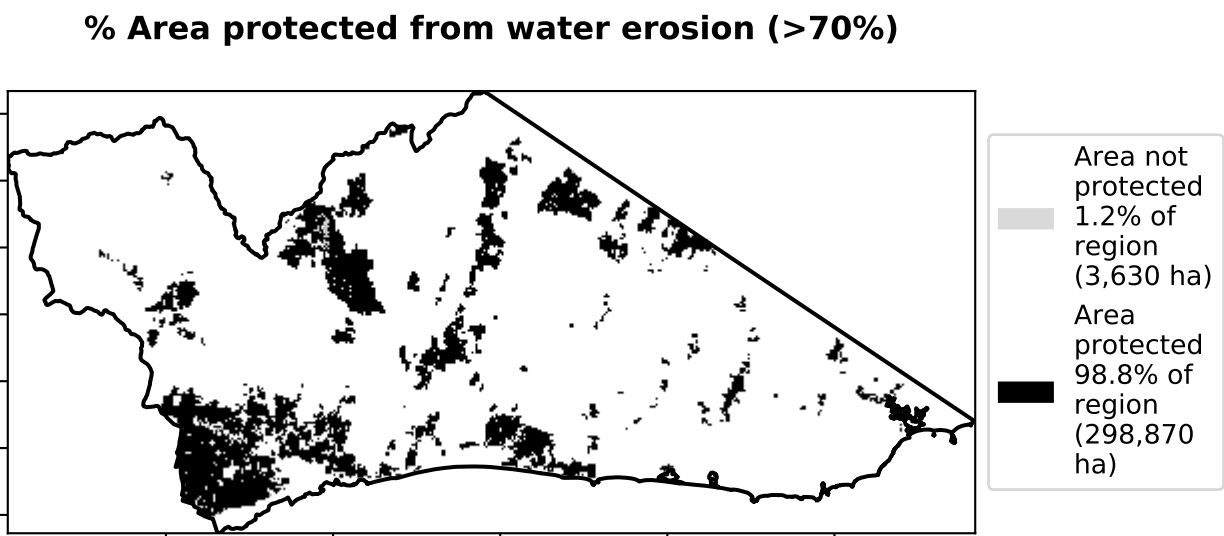 % Area protected from water erosion (>70%)
Area not
protected
1.2% of
region
(3,630 ha)
Area
protected
98.8% of
region
(298,870
ha)